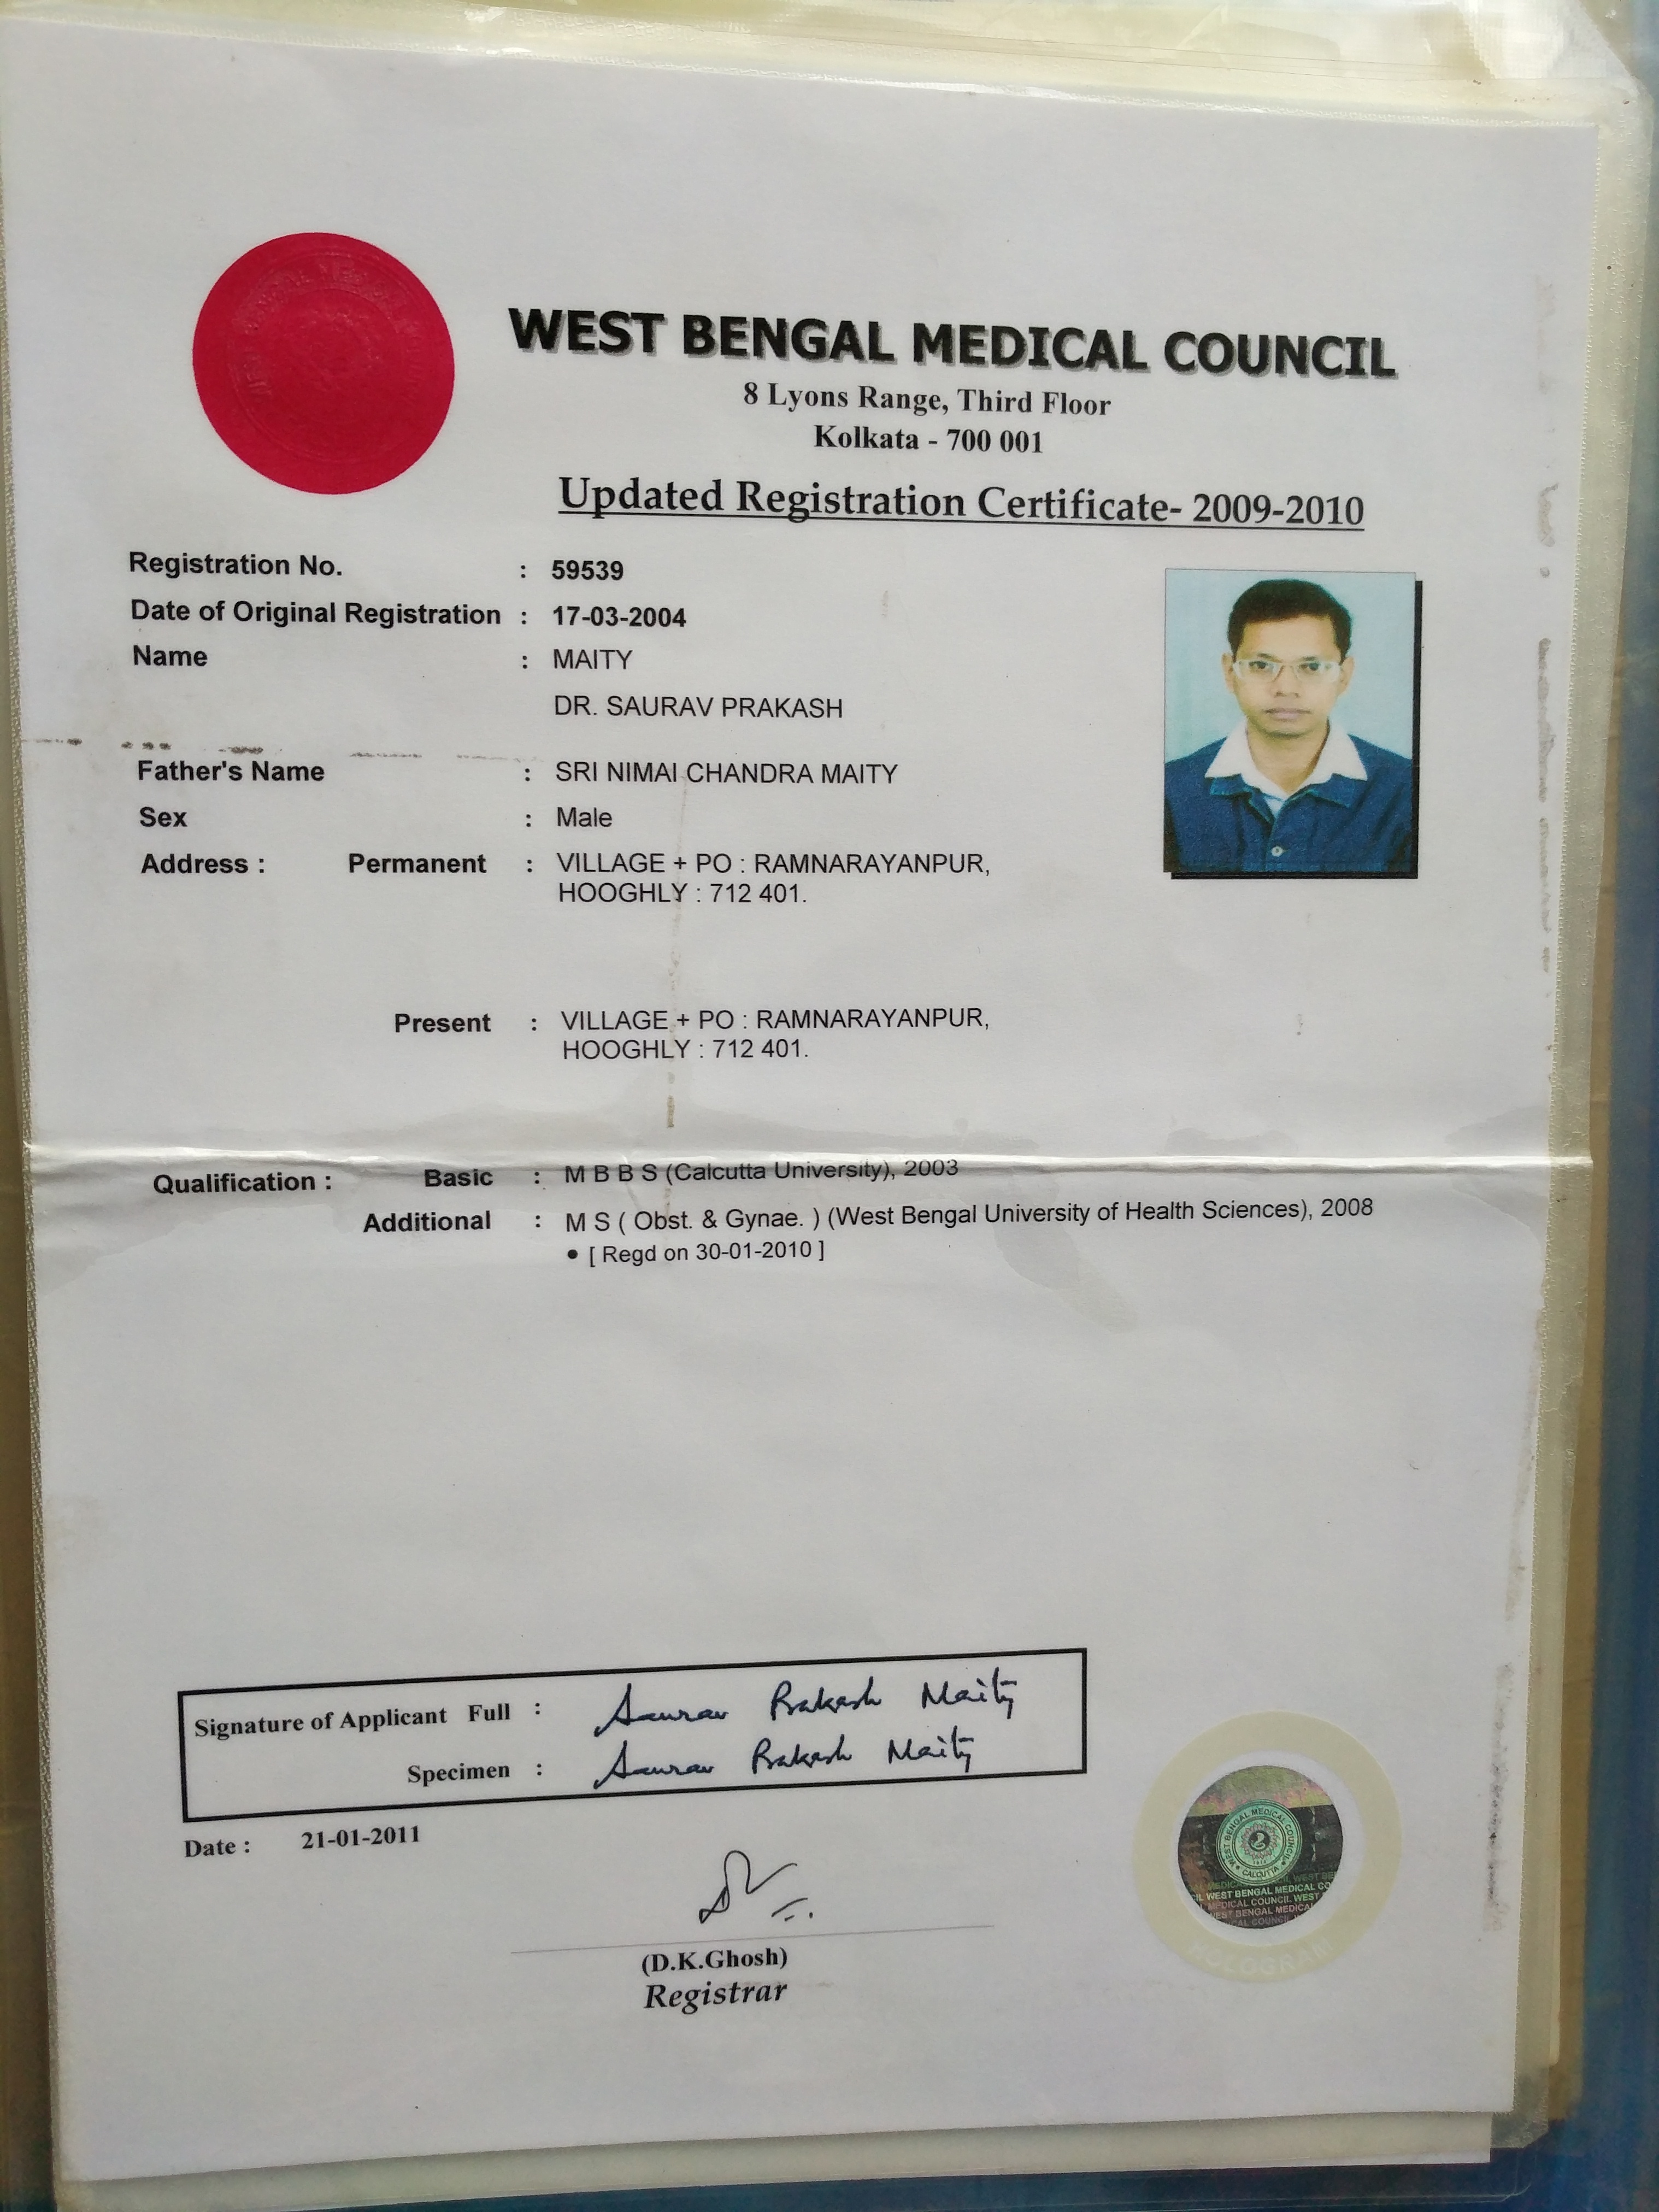 WEST BENGAL MEDICAL COUNCIL
8 Lyons Range, Third Floor
Kolkata - 700 001
Updated Registration Certificate- 2009-2010
Registration No. : 59539
Date of Original Registration : 17-03-2004
Name : MAITY
DR. SAURAV PRAKASH
Father's Name : SRI NIMAI CHANDRA MAITY
Sex : Male
Address : Permanent : VILLAGE + PO : RAMNARAYANPUR,
HOOGHLY : 712 401.
Present : VILLAGE + PO : RAMNARAYANPUR,
HOOGHLY : 712 401.
Qualification : Basic : M B B S (Calcutta University), 2003
Additional : M S ( Obst. & Gynae. ) (West Bengal University of Health Sciences), 2008
• [ Regd on 30-01-2010 ]
Signature of Applicant Full : Saurav Prakash Maity
Specimen : Saurav Prakash Maity
Date : 21-01-2011
(D.K.Ghosh)
Registrar
WEST BENGAL MEDICAL COUNCIL
CALCUTTA
WEST BENGAL MEDICAL CO
MEDICAL COUNCIL WEST
BENGAL MEDICAL
HOLOGRAM